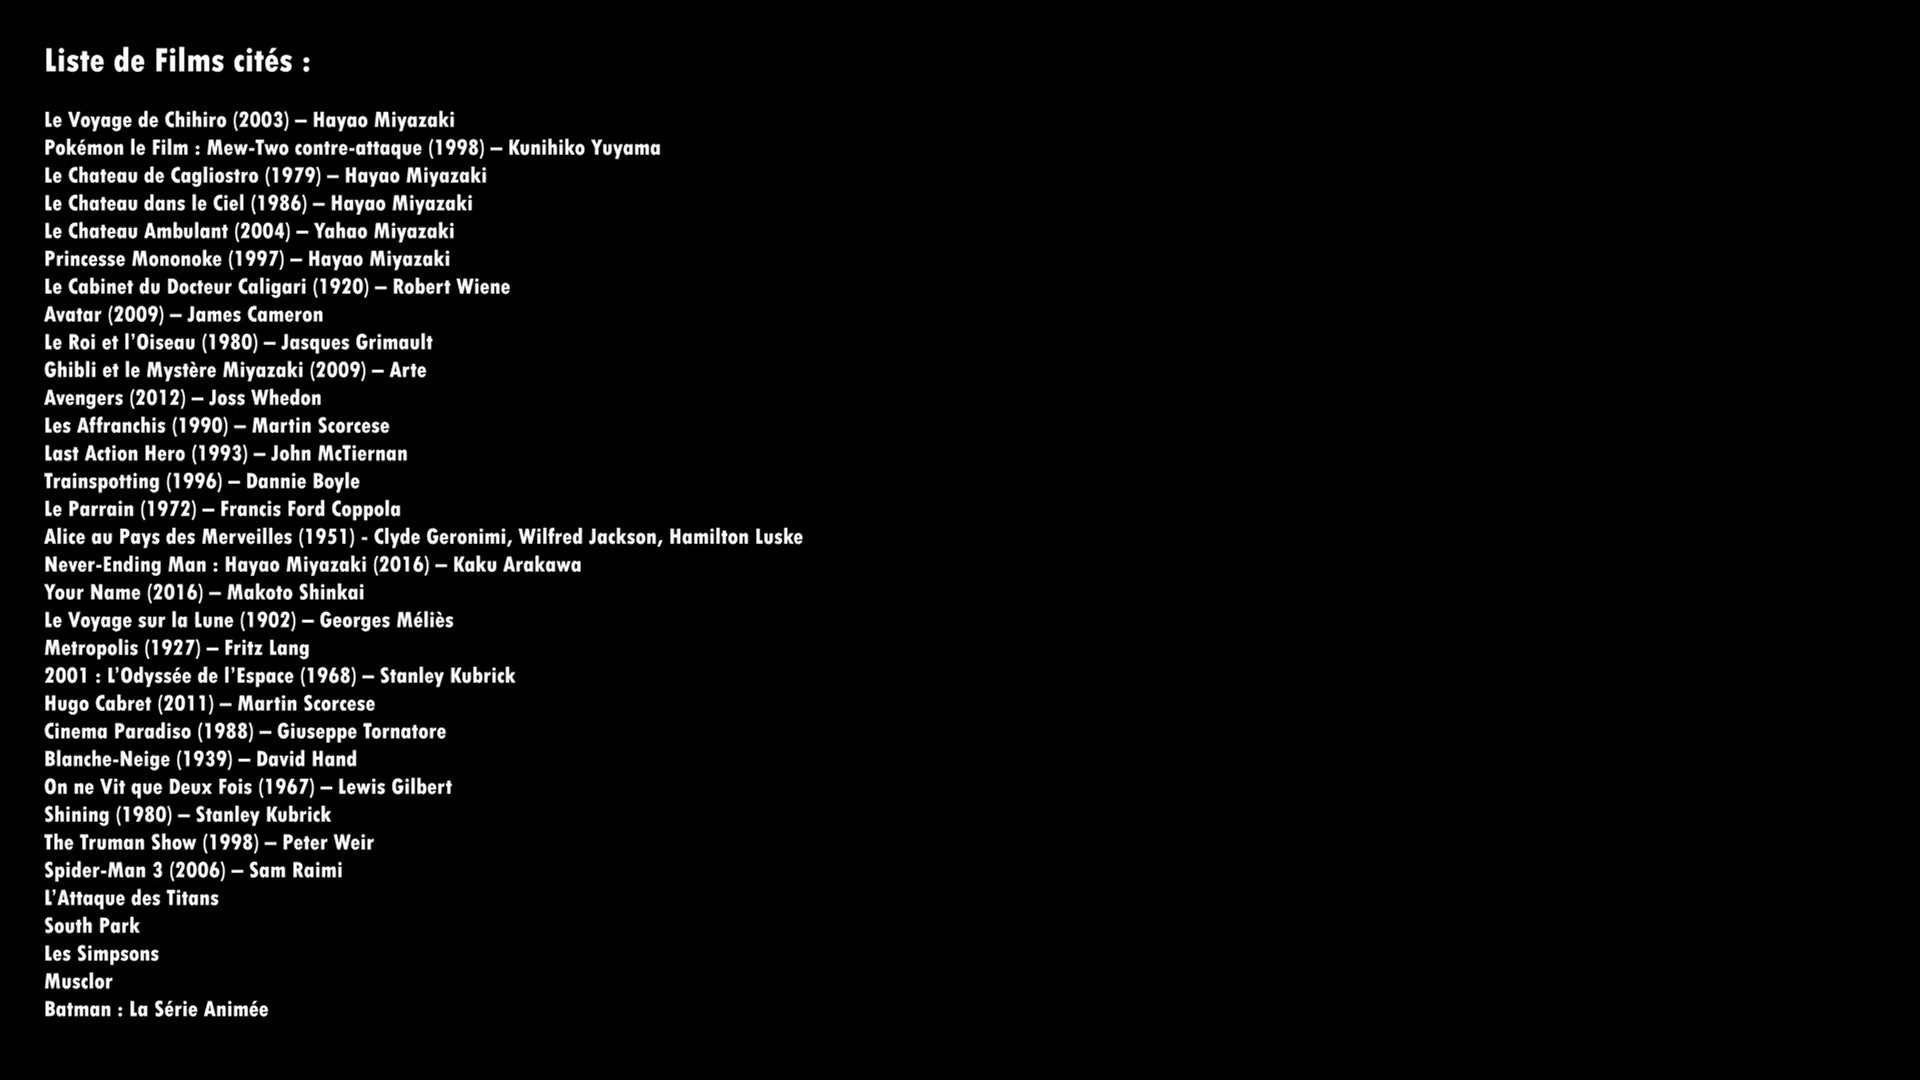 Liste de Films cités :
Le Voyage de Chihiro (2003) – Hayao Miyazaki
Pokémon le Film : Mew-Two contre-attaque (1998) – Kunihiko Yuyama
Le Chateau de Cagliostro (1979) – Hayao Miyazaki
Le Chateau dans le Ciel (1986) – Hayao Miyazaki
Le Chateau Ambulant (2004) – Yahao Miyazaki
Princesse Mononoke (1997) – Hayao Miyazaki
Le Cabinet du Docteur Caligari (1920) – Robert Wiene
Avatar (2009) – James Cameron
Le Roi et l’Oiseau (1980) – Jasques Grimault
Ghibli et le Mystère Miyazaki (2009) – Arte
Avengers (2012) – Joss Whedon
Les Affranchis (1990) – Martin Scorcese
Last Action Hero (1993) – John McTiernan
Trainspotting (1996) – Dannie Boyle
Le Parrain (1972) – Francis Ford Coppola
Alice au Pays des Merveilles (1951) - Clyde Geronimi, Wilfred Jackson, Hamilton Luske
Never-Ending Man : Hayao Miyazaki (2016) – Kaku Arakawa
Your Name (2016) – Makoto Shinkai
Le Voyage sur la Lune (1902) – Georges Méliès
Metropolis (1927) – Fritz Lang
2001 : L’Odyssée de l’Espace (1968) – Stanley Kubrick
Hugo Cabret (2011) – Martin Scorcese
Cinema Paradiso (1988) – Giuseppe Tornatore
Blanche-Neige (1939) – David Hand
On ne Vit que Deux Fois (1967) – Lewis Gilbert
Shining (1980) – Stanley Kubrick
The Truman Show (1998) – Peter Weir
Spider-Man 3 (2006) – Sam Raimi
L’Attaque des Titans
South Park
Les Simpsons
Musclor
Batman : La Série Animée